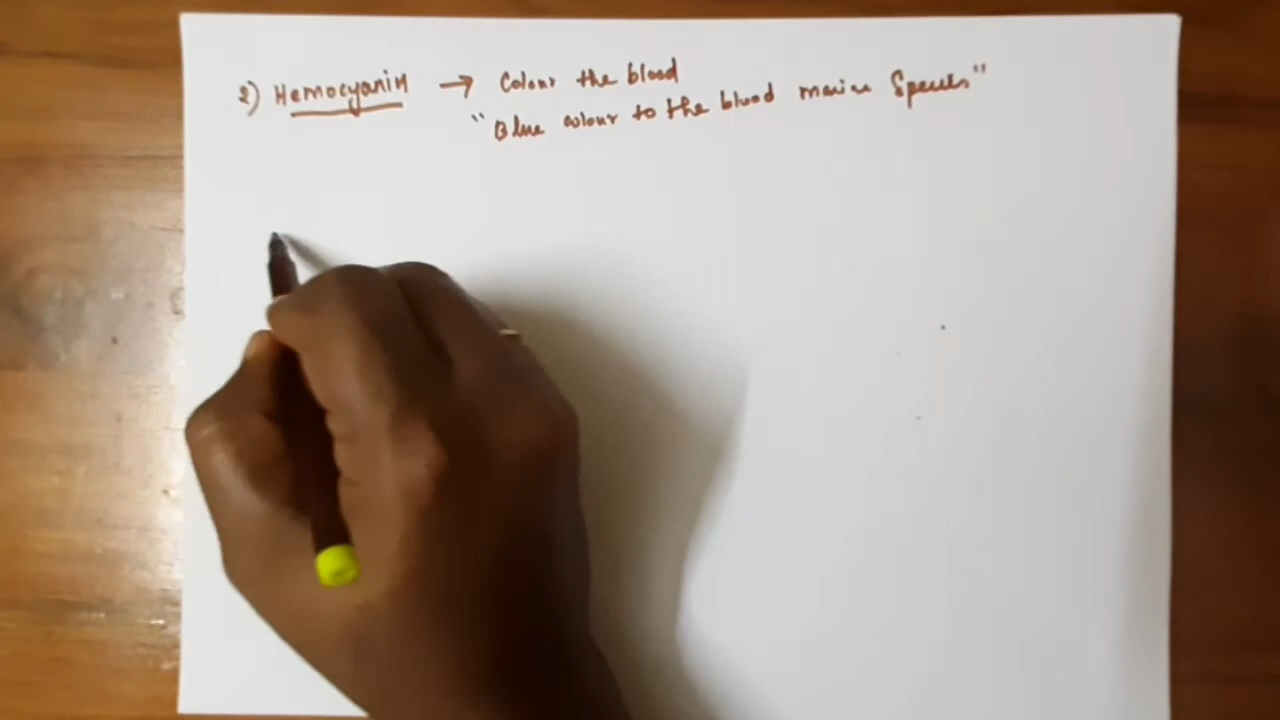 2) Hemocyanin → Colour the blood
"Blue colour to the blood marine Species"